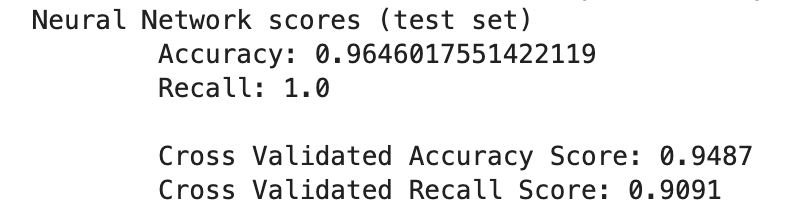 Neural Network scores (test set)
Accuracy: 0.9646017551422119
Recall: 1.0
Cross Validated Accuracy Score: 0.9487
Cross Validated Recall Score: 0.9091